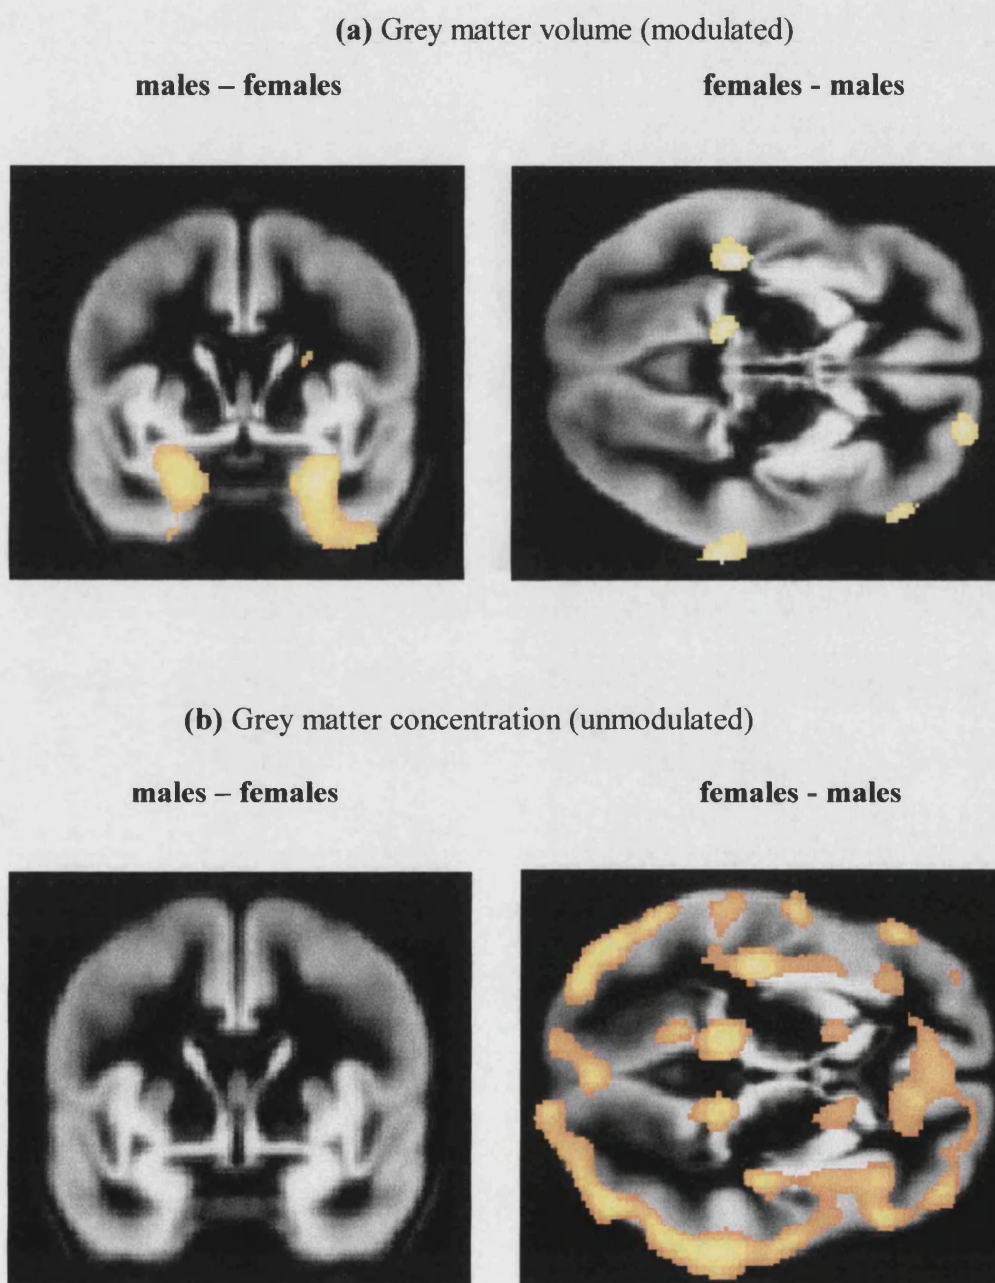 (a) Grey matter volume (modulated)
males – females
females - males
(b) Grey matter concentration (unmodulated)
males – females
females - males